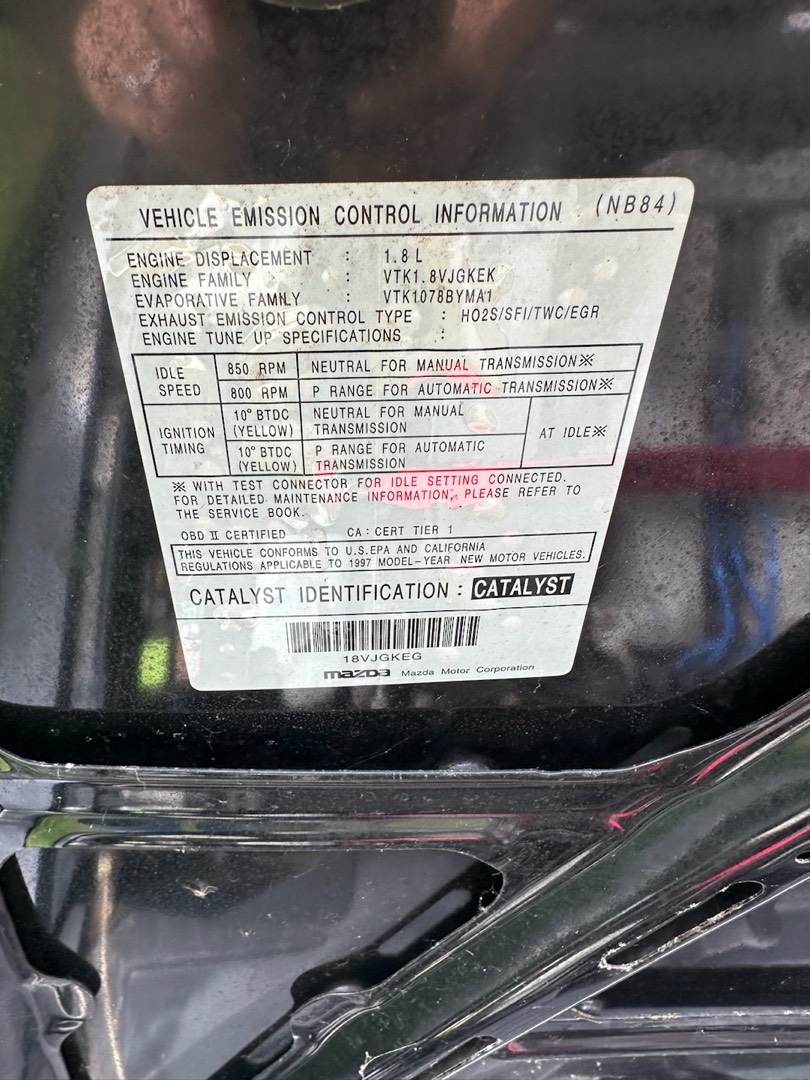 VEHICLE EMISSION CONTROL INFORMATION (NB84)
ENGINE DISPLACEMENT : 1.8 L
ENGINE FAMILY : VTK1.8VJGKEK
EVAPORATIVE FAMILY : VTK1078BYMA1
EXHAUST EMISSION CONTROL TYPE : HO2S/SFI/TWC/EGR
ENGINE TUNE UP SPECIFICATIONS :
IDLE SPEED 850 RPM NEUTRAL FOR MANUAL TRANSMISSION※
800 RPM P RANGE FOR AUTOMATIC TRANSMISSION※
IGNITION TIMING 10° BTDC (YELLOW) NEUTRAL FOR MANUAL TRANSMISSION AT IDLE※
10° BTDC (YELLOW) P RANGE FOR AUTOMATIC TRANSMISSION
※ WITH TEST CONNECTOR FOR IDLE SETTING CONNECTED.
FOR DETAILED MAINTENANCE INFORMATION, PLEASE REFER TO
THE SERVICE BOOK.
OBD II CERTIFIED CA : CERT TIER 1
THIS VEHICLE CONFORMS TO U.S.EPA AND CALIFORNIA
REGULATIONS APPLICABLE TO 1997 MODEL-YEAR NEW MOTOR VEHICLES.
CATALYST IDENTIFICATION : CATALYST
18VJGKEG
mazda Mazda Motor Corporation